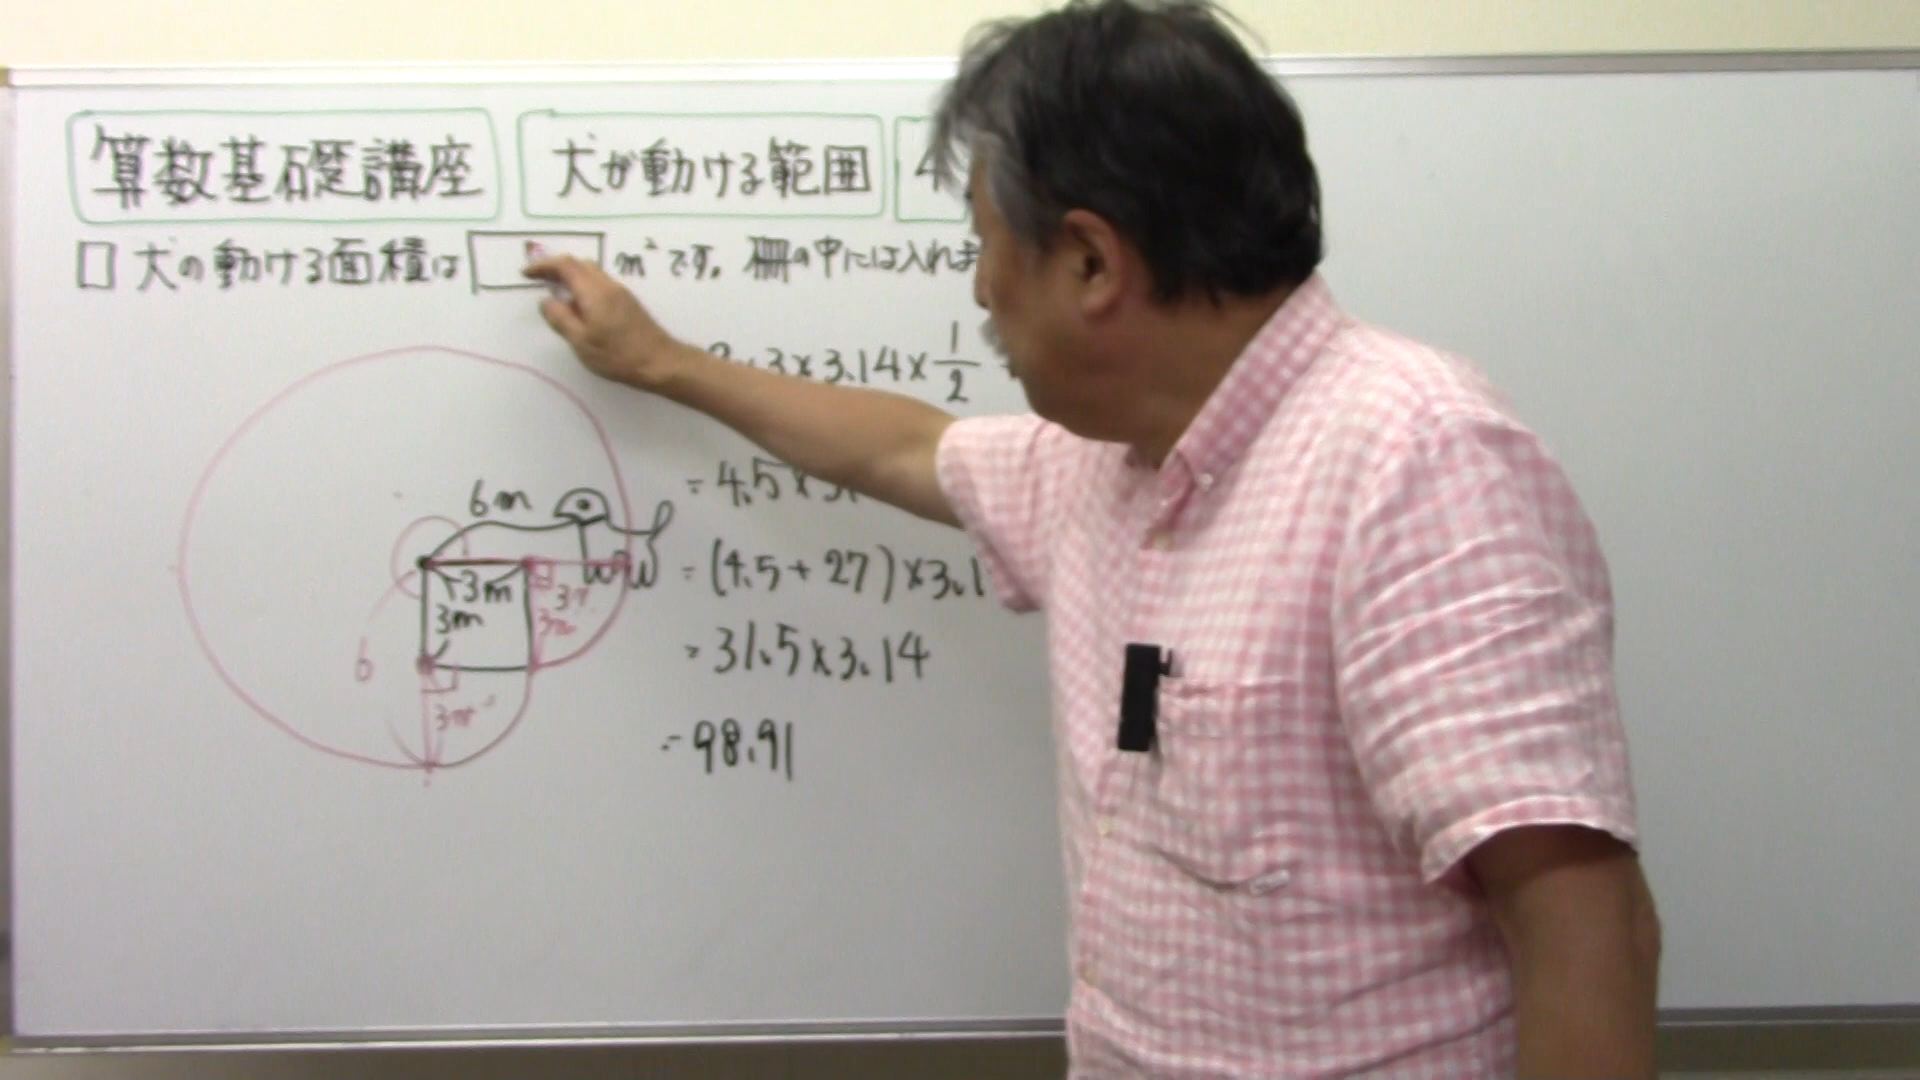 算数基礎講座 犬が動ける範囲 4
□ 犬の動ける面積は m²です。柵の中には入れま
3×3.14×1/2
6m
=4.5×3.
=(4.5+27)×3.1
3m
3m
3m
6
=31.5×3.14
3m
=98.91